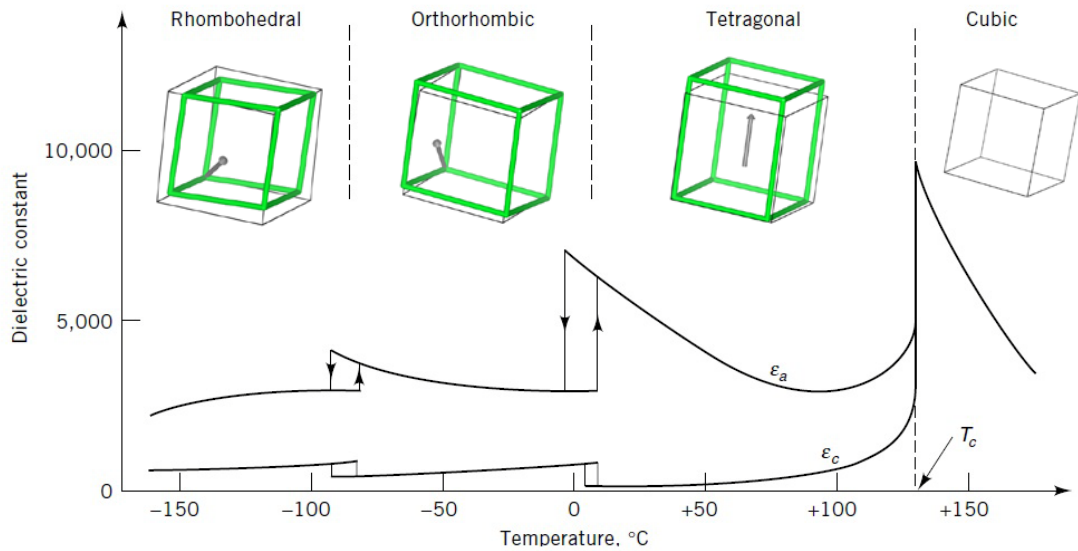 Rhombohedral Orthorhombic Tetragonal Cubic
10,000
Dielectric constant
5,000
εa
εc
Tc
0
–150 –100 –50 0 +50 +100 +150
Temperature, °C